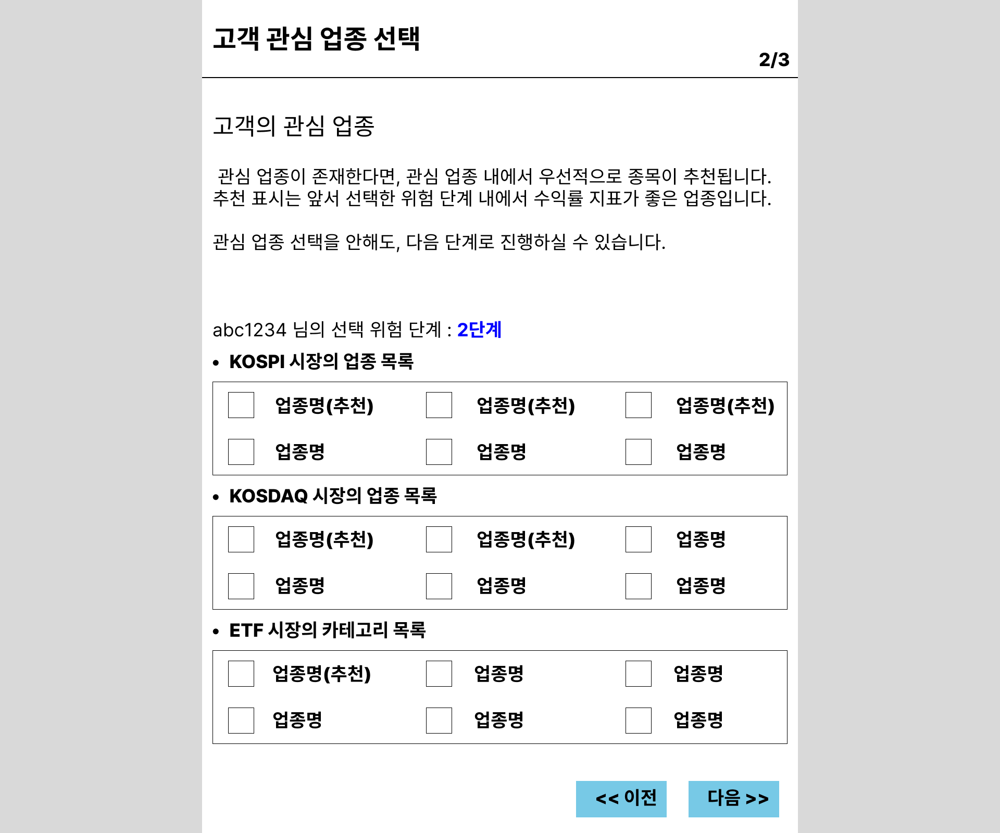 고객 관심 업종 선택
2/3
고객의 관심 업종
관심 업종이 존재한다면, 관심 업종 내에서 우선적으로 종목이 추천됩니다.
추천 표시는 앞서 선택한 위험 단계 내에서 수익률 지표가 좋은 업종입니다.
관심 업종 선택을 안해도, 다음 단계로 진행하실 수 있습니다.
abc1234 님의 선택 위험 단계 : 2단계
• KOSPI 시장의 업종 목록
업종명(추천) 업종명(추천) 업종명(추천)
업종명 업종명 업종명
• KOSDAQ 시장의 업종 목록
업종명(추천) 업종명(추천) 업종명
업종명 업종명 업종명
• ETF 시장의 카테고리 목록
업종명(추천) 업종명 업종명
업종명 업종명 업종명
<< 이전 다음 >>